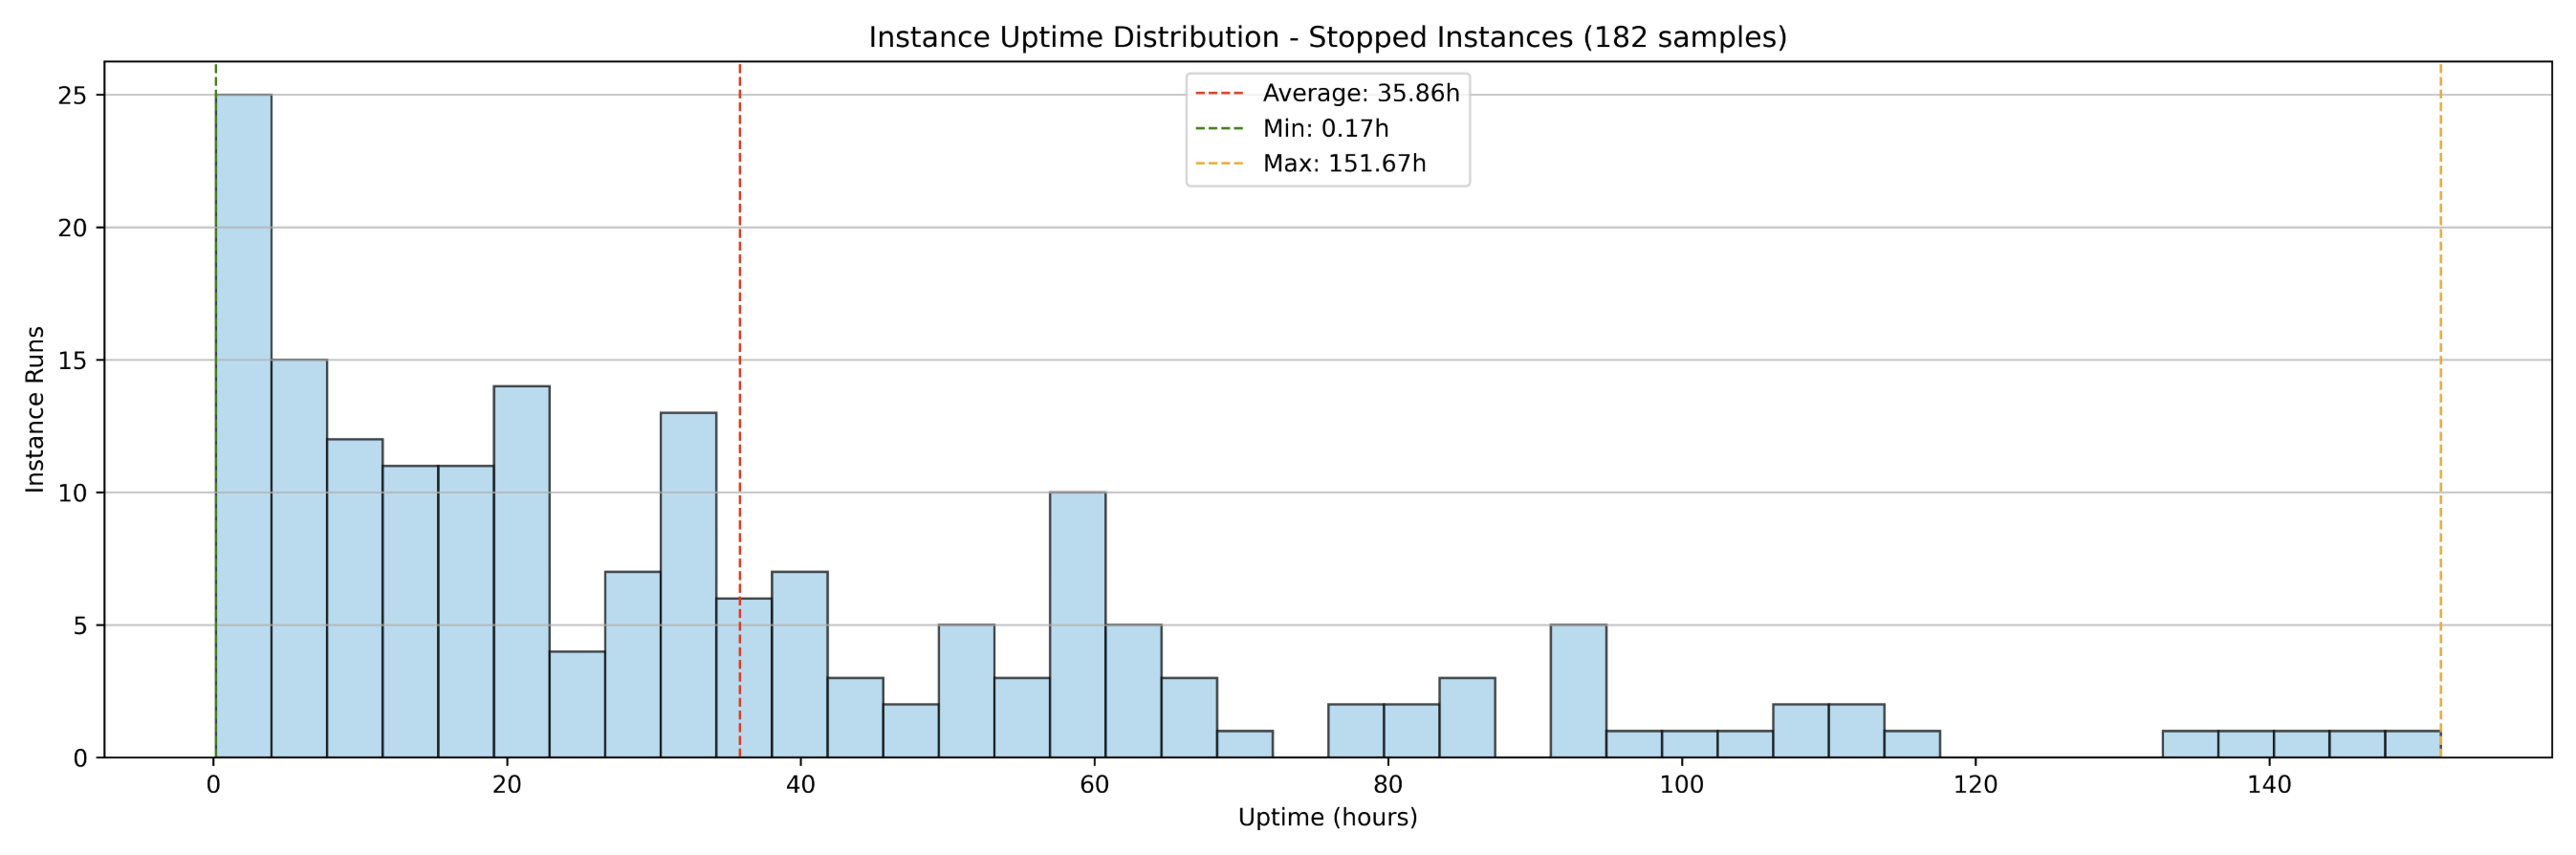 Instance Uptime Distribution - Stopped Instances (182 samples)
Average: 35.86h
Min: 0.17h
Max: 151.67h
Instance Runs
25
20
15
10
5
0
0 20 40 60 80 100 120 140
Uptime (hours)